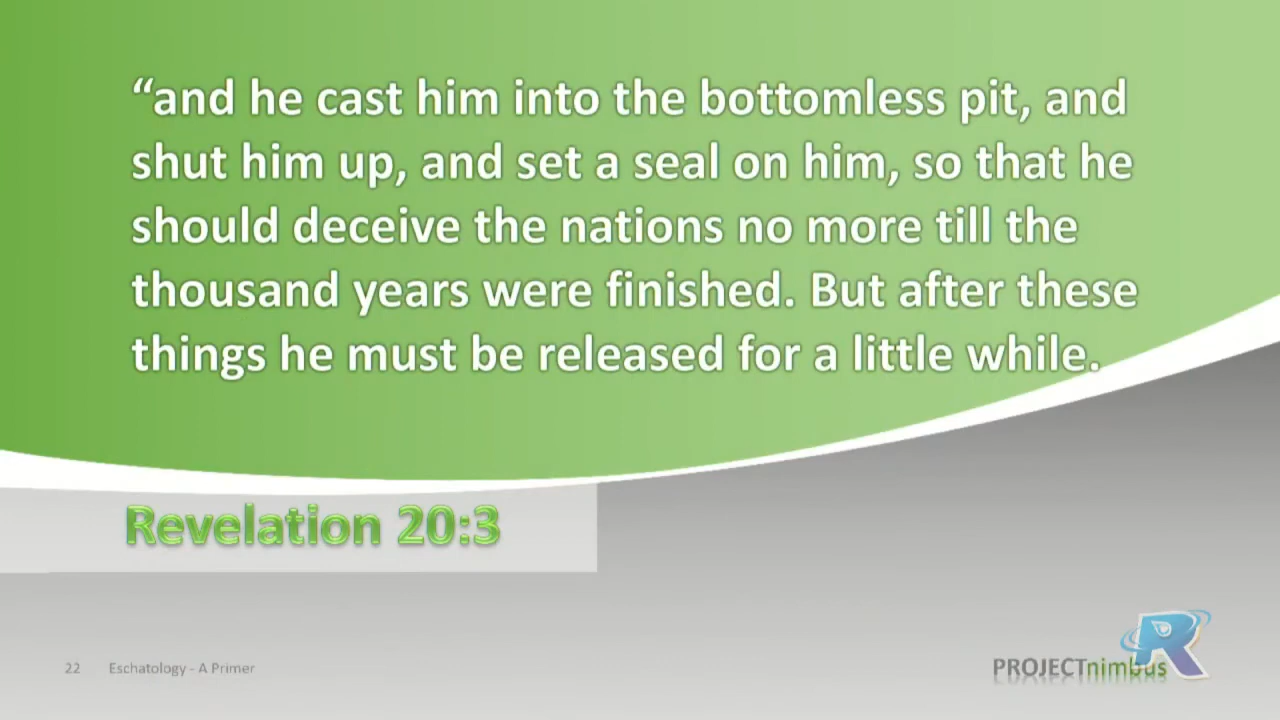 “and he cast him into the bottomless pit, and
shut him up, and set a seal on him, so that he
should deceive the nations no more till the
thousand years were finished. But after these
things he must be released for a little while.
Revelation 20:3
22 Eschatology - A Primer
PROJECTnimbus
R